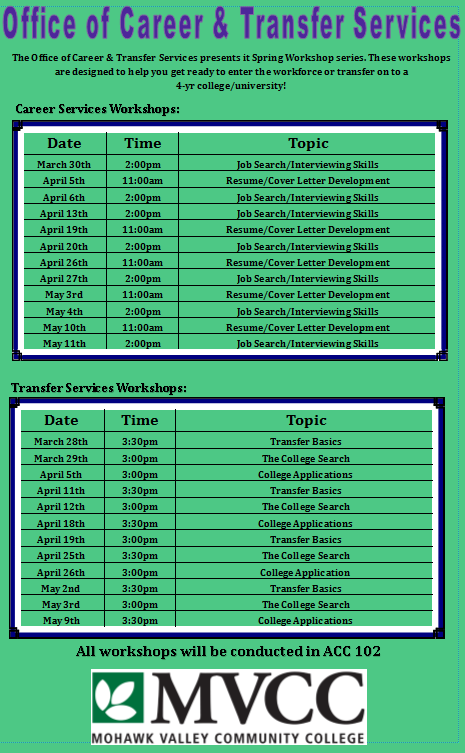 Office of Career & Transfer Services
The Office of Career & Transfer Services presents it Spring Workshop series. These workshops
are designed to help you get ready to enter the workforce or transfer on to a
4-yr college/university!
Career Services Workshops:
Date Time Topic
March 30th 2:00pm Job Search/Interviewing Skills
April 5th 11:00am Resume/Cover Letter Development
April 6th 2:00pm Job Search/Interviewing Skills
April 13th 2:00pm Job Search/Interviewing Skills
April 19th 11:00am Resume/Cover Letter Development
April 20th 2:00pm Job Search/Interviewing Skills
April 26th 11:00am Resume/Cover Letter Development
April 27th 2:00pm Job Search/Interviewing Skills
May 3rd 11:00am Resume/Cover Letter Development
May 4th 2:00pm Job Search/Interviewing Skills
May 10th 11:00am Resume/Cover Letter Development
May 11th 2:00pm Job Search/Interviewing Skills
Transfer Services Workshops:
Date Time Topic
March 28th 3:30pm Transfer Basics
March 29th 3:00pm The College Search
April 5th 3:00pm College Applications
April 11th 3:30pm Transfer Basics
April 12th 3:00pm The College Search
April 18th 3:30pm College Applications
April 19th 3:00pm Transfer Basics
April 25th 3:30pm The College Search
April 26th 3:00pm College Application
May 2nd 3:30pm Transfer Basics
May 3rd 3:00pm The College Search
May 9th 3:30pm College Applications
All workshops will be conducted in ACC 102
MVCC
MOHAWK VALLEY COMMUNITY COLLEGE